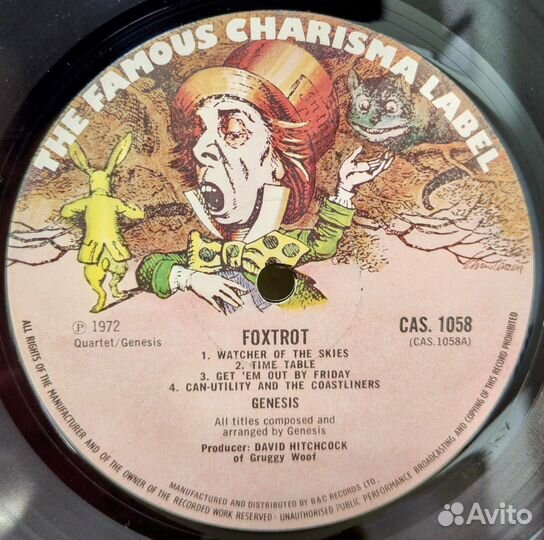 THE FAMOUS CHARISMA LABEL
Ⓟ 1972
Quartet/Genesis
FOXTROT
CAS. 1058
(CAS.1058A)
1. WATCHER OF THE SKIES
2. TIME TABLE
3. GET 'EM OUT BY FRIDAY
4. CAN-UTILITY AND THE COASTLINERS
GENESIS
All titles composed and
arranged by Genesis
Producer: DAVID HITCHCOCK
of Gruggy Woof
MANUFACTURED AND DISTRIBUTED BY B&C RECORDS LTD.
ALL RIGHTS OF THE MANUFACTURER AND OF THE OWNER OF THE RECORDED WORK RESERVED - UNAUTHORISED PUBLIC PERFORMANCE BROADCASTING AND COPYING OF THIS RECORD PROHIBITED
Avito